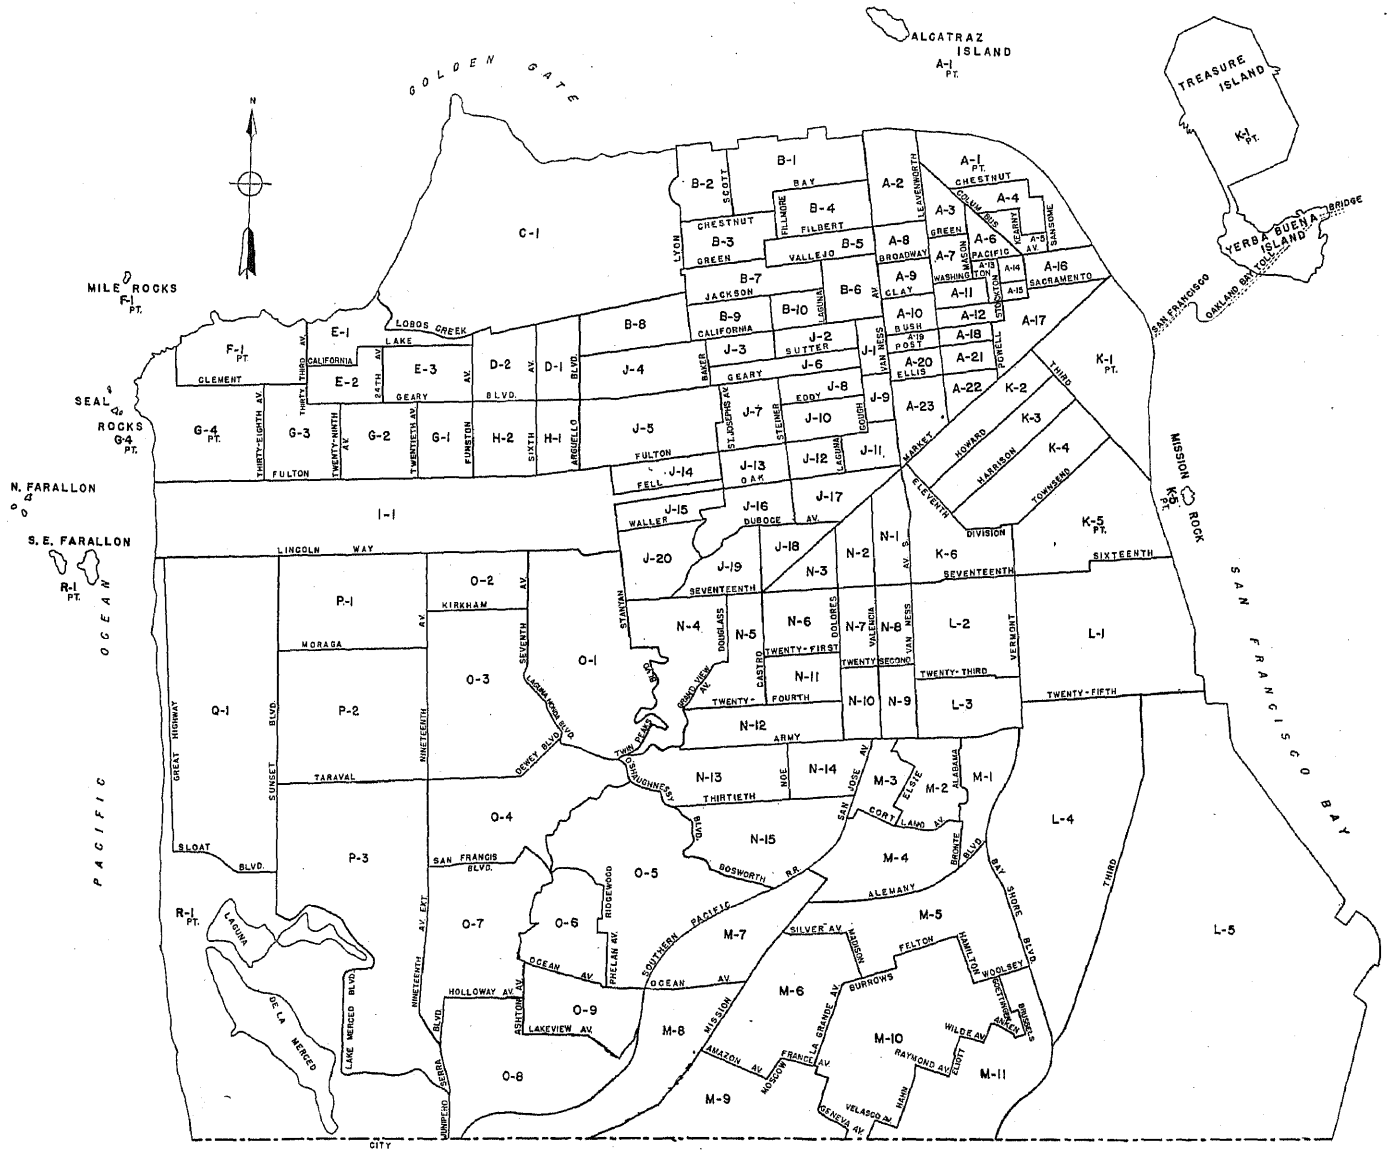 GOLDEN GATE
ALCATRAZ
ISLAND
A-1
PT.
TREASURE
ISLAND
K-1
PT.
YERBA BUENA
ISLAND
SAN FRANCISCO
OAKLAND BAY TOLL BRIDGE
N
MILE ROCKS
F-1
PT.
SEAL
ROCKS
G-4
PT.
N. FARALLON
S.E. FARALLON
R-1
PT.
PACIFIC OCEAN
SAN FRANCISCO BAY
MISSION ROCK
K-5
PT.
C-1
LOBOS CREEK
LYON
B-2
SCOTT
B-1
BAY
CHESTNUT
FILLMORE
B-4
FILBERT
B-3
GREEN
B-5
VALLEJO
B-7
JACKSON
B-6
LAGUNA
B-10
B-9
CALIFORNIA
B-8
A-2
LEAVENWORTH
A-1
PT.
CHESTNUT
COLUMBUS
A-4
KEARNY
SANSOME
A-3
GREEN
A-6
A-5
PACIFIC AV.
A-8
BROADWAY
A-7
MASON
WASHINGTON
A-13
A-14
A-15
STOCKTON
A-16
SACRAMENTO
A-9
CLAY
A-11
A-10
BUSH
A-12
A-17
A-19
POST
A-18
POWELL
A-20
ELLIS
A-21
A-22
A-23
VAN NESS AV
MARKET
F-1
PT.
CLEMENT
E-1
THIRTY THIRD AV.
CALIFORNIA
LAKE
E-2
24TH AV
E-3
GEARY BLVD.
D-2
D-1
FUNSTON AV.
SIXTH AV.
ARGUELLO BLVD.
G-4
PT.
THIRTY-EIGHTH AV.
G-3
TWENTY-NINTH AV.
G-2
TWENTIETH AV.
G-1
H-2
H-1
FULTON
J-4
BAKER
J-3
J-2
SUTTER
J-1
J-6
GEARY
J-5
FULTON
ST. JOSEPHS AV.
J-7
STEINER
J-8
EDDY
J-10
J-9
GOUGH
J-11
J-12
LAGUNA
J-13
OAK
J-14
FELL
J-15
WALLER
J-16
J-17
DUBOCE AV.
J-18
J-19
J-20
SEVENTEENTH
STANYAN
K-1
PT.
THIRD
K-2
HOWARD
K-3
HARRISON
K-4
TOWNSEND
ELEVENTH
DIVISION
K-5
PT.
K-6
SEVENTEENTH
SIXTEENTH
I-1
LINCOLN WAY
Q-1
GREAT HIGHWAY
SUNSET BLVD.
SLOAT BLVD.
P-1
MORAGA
P-2
TARAVAL
P-3
NINETEENTH AV.
O-2
KIRKHAM
O-3
SEVENTH AV.
O-1
LAGUNA HONDA BLVD.
DEWEY BLVD
TWIN PEAKS BLVD
O'SHAUGHNESSY BLVD.
O-4
SAN FRANCIS
BLVD.
O-5
O-6
RIDGEWOOD
PHELAN AV.
O-7
OCEAN AV.
HOLLOWAY AV.
ASHTON AV.
O-9
LAKEVIEW AV.
O-8
NINETEENTH AV. EXT
JUNIPERO SERRA BLVD.
LAKE MERCED BLVD.
R-1
PT.
LAGUNA
DE LA
MERCED
N-1
N-2
N-3
AV. S.
N-4
DOUGLASS
GRAND VIEW AV.
N-5
CASTRO
N-6
TWENTY-FIRST
DOLORES
N-7
VALENCIA
N-8
VAN NESS
TWENTY SECOND
N-11
TWENTY-FOURTH
N-10
N-9
N-12
ARMY
N-13
NOE
N-14
THIRTIETH
SAN JOSE AV.
N-15
BOSWORTH
SOUTHERN PACIFIC R.R.
L-2
VERMONT
L-1
TWENTY-THIRD
L-3
TWENTY-FIFTH
L-4
THIRD
L-5
BAY SHORE BLVD.
M-3
ELSIE
M-2
ALABAMA
M-1
CORTLAND AV.
BRONTE
M-4
ALEMANY BLVD
M-5
M-7
OCEAN AV.
SILVER AV.
MADISON
FELTON
HAMILTON
WOOLSEY
BURROWS
GOETTINGEN
BRUSSELS
ANKEN
WILDE AV.
ELIOTT
RAYMOND AV.
HAHN
VELASCO AV.
GENEVA AV.
M-6
M-8
MISSION
AMAZON AV.
MOSCOW
FRANCE AV.
LA GRANDE AV.
M-9
M-10
M-11
CITY